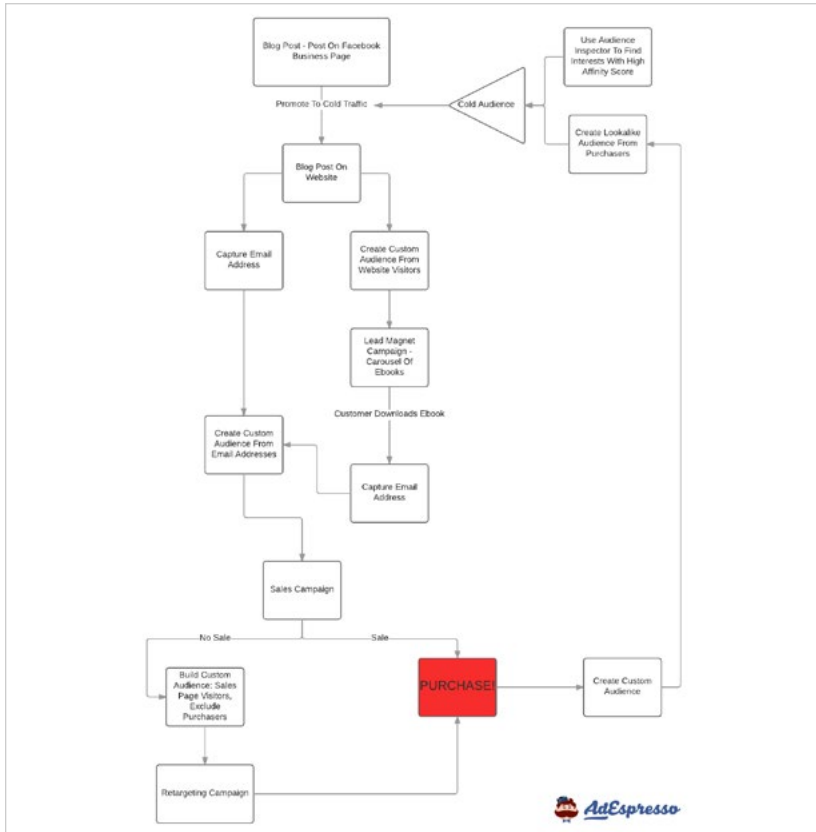 Blog Post - Post On Facebook
Business Page
Use Audience
Inspector To Find
Interests With High
Affinity Score
Promote To Cold Traffic
Cold Audience
Create Lookalike
Audience From
Purchasers
Blog Post On
Website
Capture Email
Address
Create Custom
Audience From
Website Visitors
Lead Magnet
Campaign -
Carousel Of
Ebooks
Customer Downloads Ebook
Create Custom
Audience From
Email Addresses
Capture Email
Address
Sales Campaign
No Sale
Sale
Build Custom
Audience: Sales
Page Visitors,
Exclude
Purchasers
PURCHASE!
Create Custom
Audience
Retargeting Campaign
AdEspresso